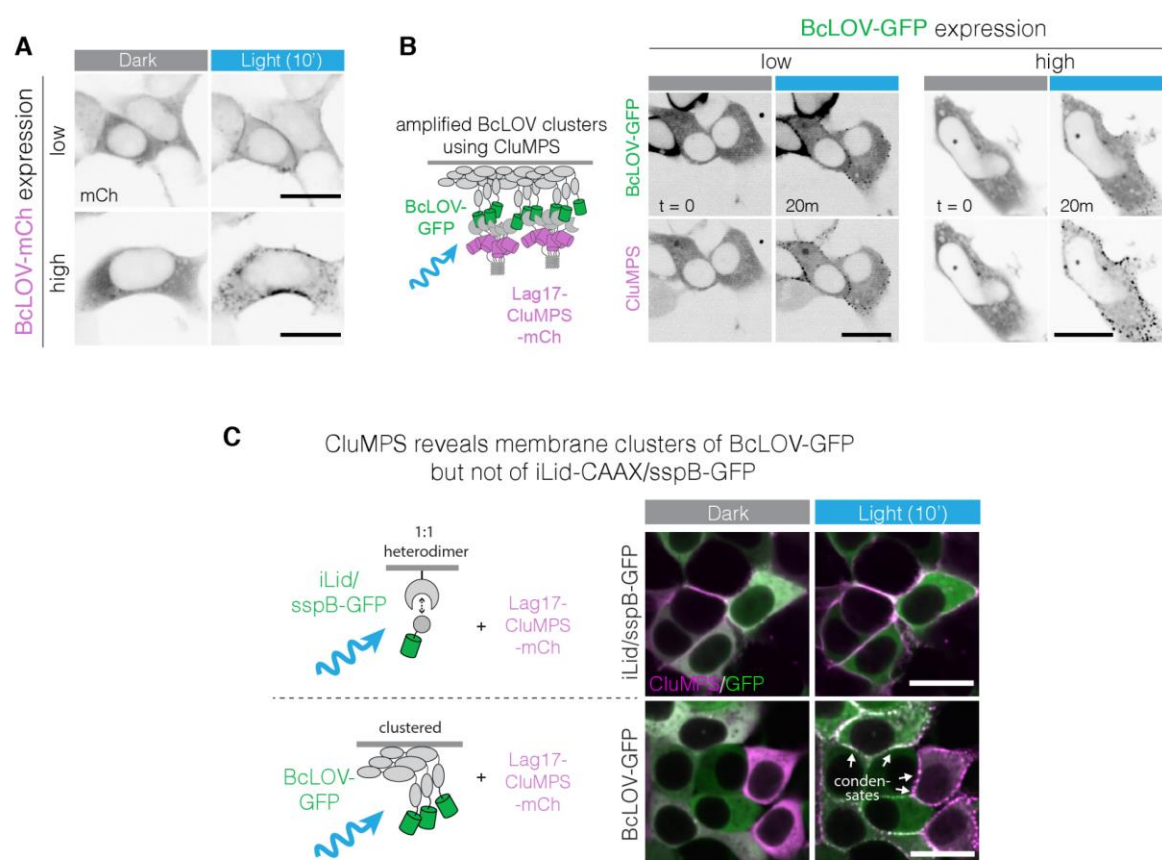 A
Dark
Light (10')
BcLOV-mCh expression
low
high
mCh
B
BcLOV-GFP expression
low
high
amplified BcLOV clusters
using CluMPS
BcLOV-
GFP
Lag17-
CluMPS
-mCh
BcLOV-GFP
CluMPS
t = 0
20m
t = 0
20m
C
CluMPS reveals membrane clusters of BcLOV-GFP
but not of iLid-CAAX/sspB-GFP
Dark
Light (10')
1:1
heterodimer
iLid/
sspB-GFP
+
Lag17-
CluMPS
-mCh
iLid/sspB-GFP
CluMPS/GFP
clustered
BcLOV-
GFP
+
Lag17-
CluMPS
-mCh
BcLOV-GFP
conden-
sates